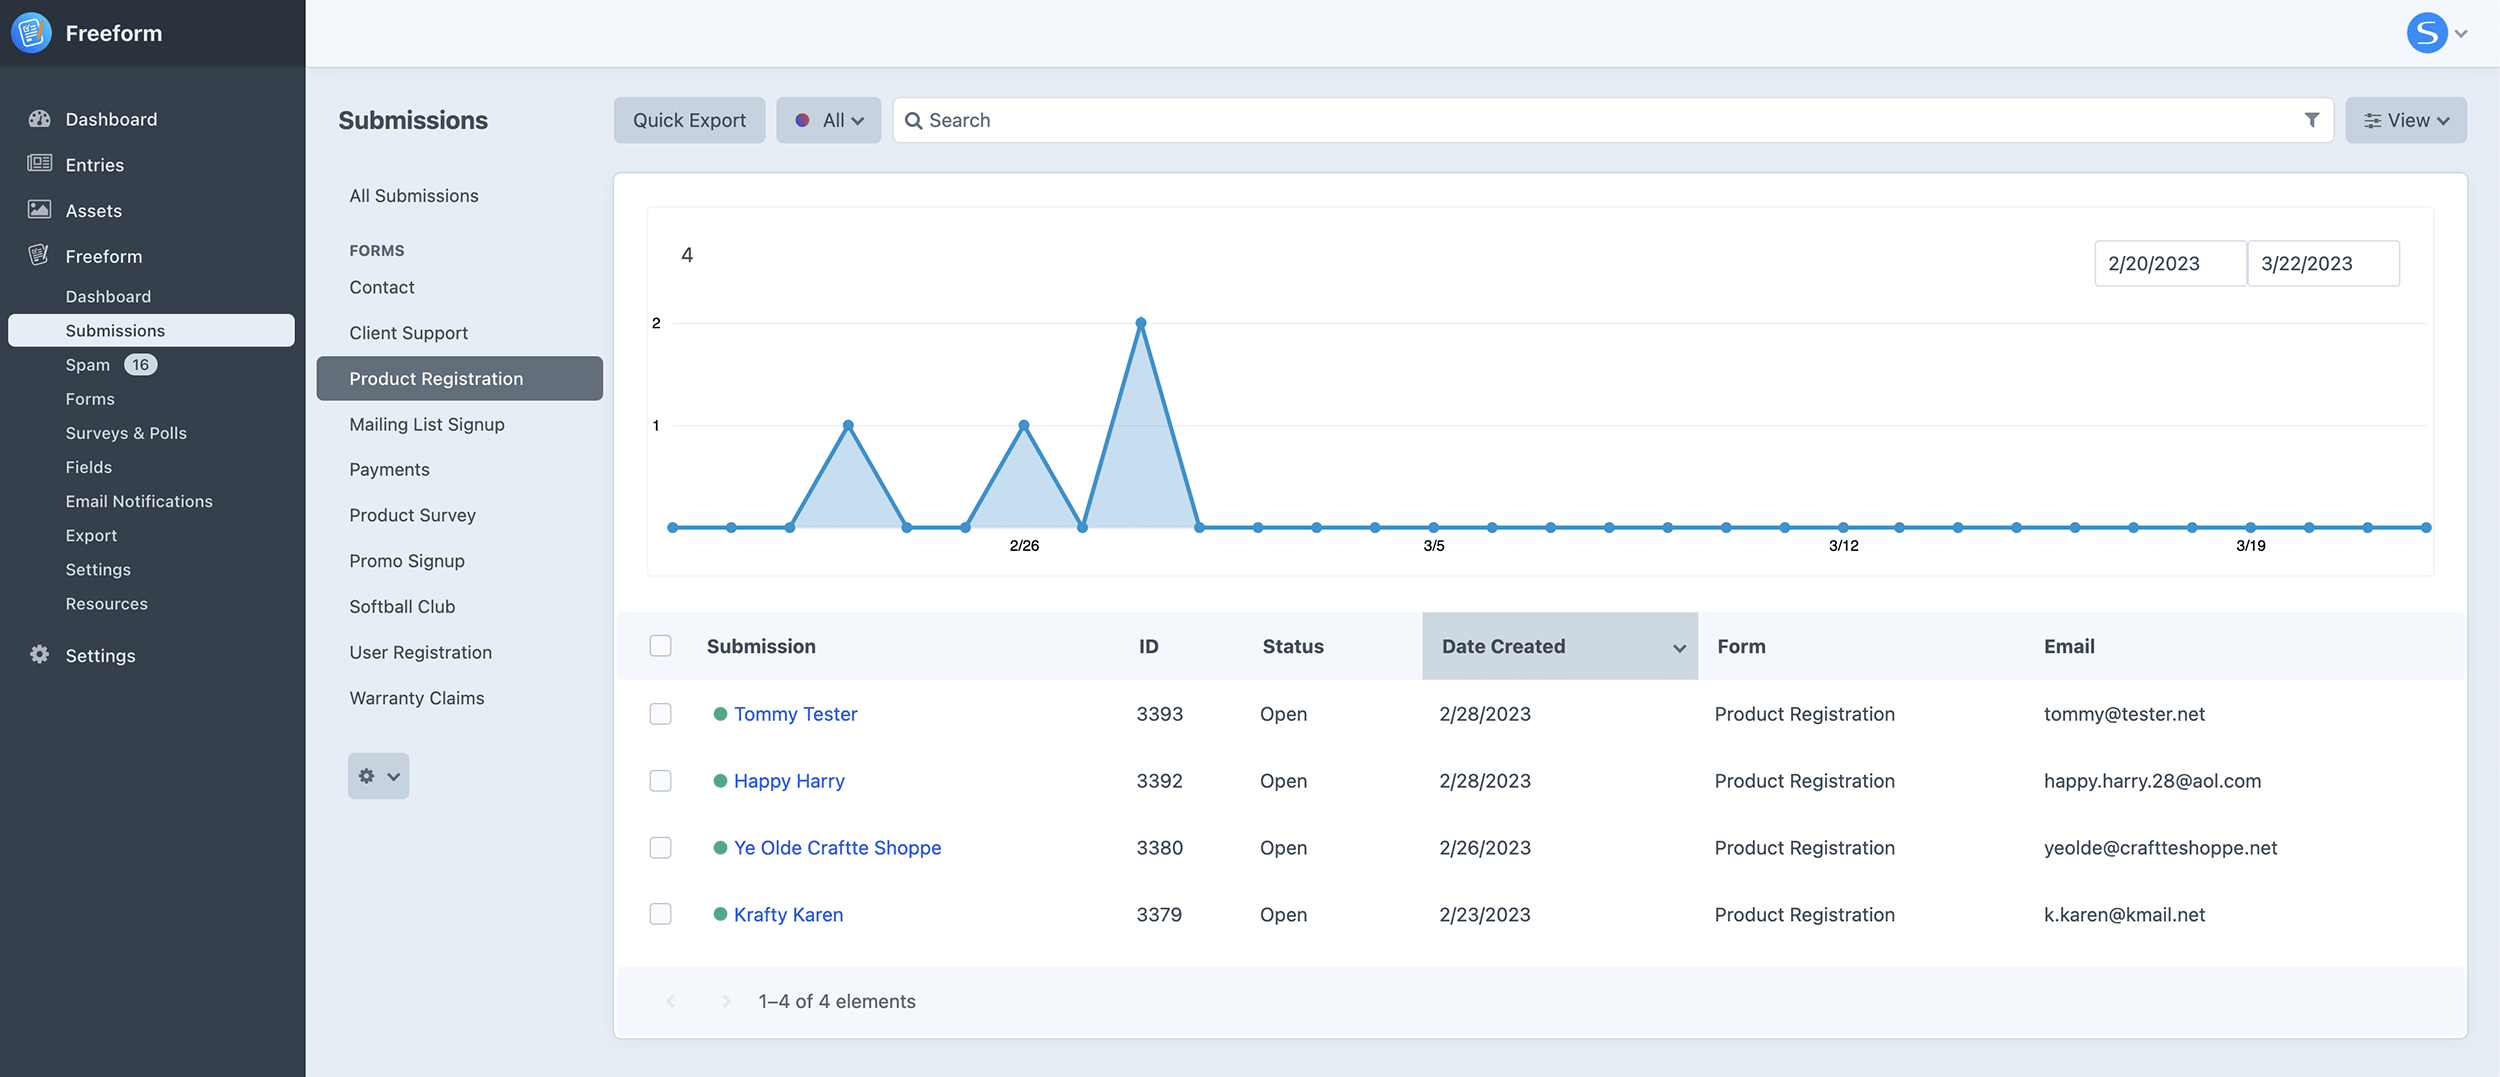 Freeform
S
Dashboard
Entries
Assets
Freeform
Dashboard
Submissions
Spam 16
Forms
Surveys & Polls
Fields
Email Notifications
Export
Settings
Resources
Settings
Submissions
Quick Export
All
Search
View
All Submissions
FORMS
Contact
Client Support
Product Registration
Mailing List Signup
Payments
Product Survey
Promo Signup
Softball Club
User Registration
Warranty Claims
4
2/20/2023 3/22/2023
2
1
2/26 3/5 3/12 3/19
Submission ID Status Date Created Form Email
Tommy Tester 3393 Open 2/28/2023 Product Registration tommy@tester.net
Happy Harry 3392 Open 2/28/2023 Product Registration happy.harry.28@aol.com
Ye Olde Craftte Shoppe 3380 Open 2/26/2023 Product Registration yeolde@craftteshoppe.net
Krafty Karen 3379 Open 2/23/2023 Product Registration k.karen@kmail.net
1–4 of 4 elements